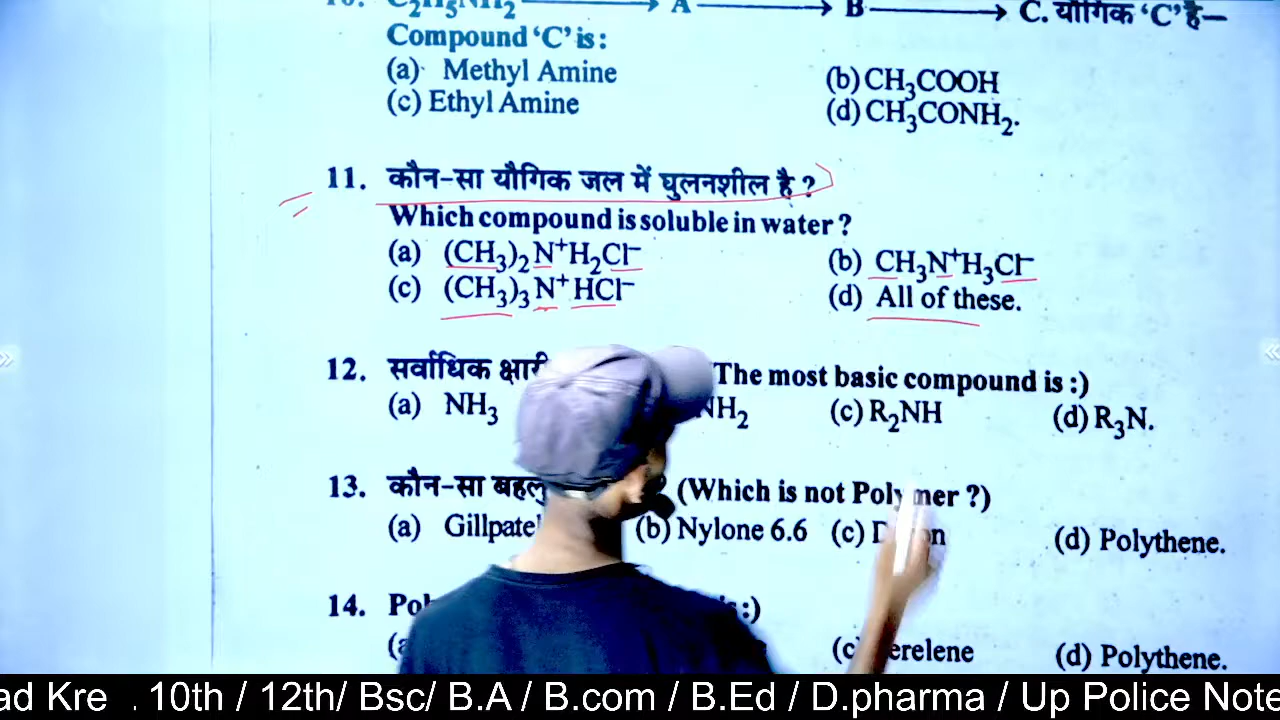 C₂H₅NH₂ → A → B → C. यौगिक 'C' है—
Compound 'C' is:
(a) Methyl Amine (b) CH₃COOH
(c) Ethyl Amine (d) CH₃CONH₂.
11. कौन-सा यौगिक जल में घुलनशील है ?
Which compound is soluble in water ?
(a) (CH₃)₂N⁺H₂Cl⁻ (b) CH₃N⁺H₃Cl⁻
(c) (CH₃)₃N⁺HCl⁻ (d) All of these.
12. सर्वाधिक The most basic compound is :)
(a) NH₃ NH₂ (c) R₂NH (d) R₃N.
13. कौन-सा (Which is not Polymer ?)
(a) (b) Nylone 6.6 (c) (d) Polythene.
14. :)
(d) Polythene.
10th / 12th/ Bsc/ B.A / B.com / B.Ed / D.pharma / Up Police Note